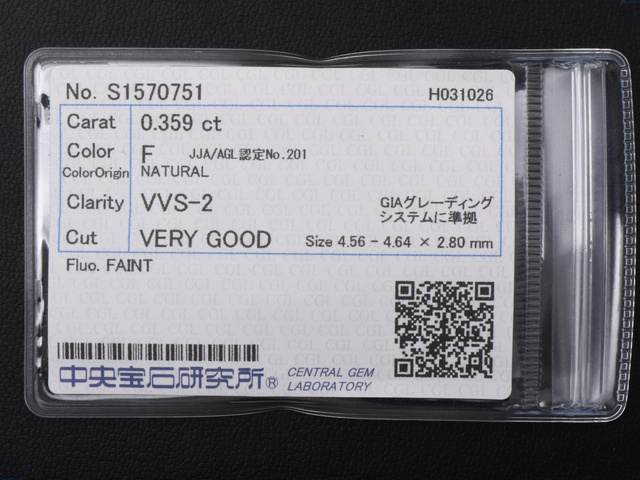 No. S1570751 H031026
Carat 0.359 ct
Color F JJA/AGL認定No.201
ColorOrigin NATURAL
Clarity VVS-2 GIAグレーディング
システムに準拠
Cut VERY GOOD Size 4.56 - 4.64 × 2.80 mm
Fluo. FAINT
中央宝石研究所® CENTRAL GEM
LABORATORY